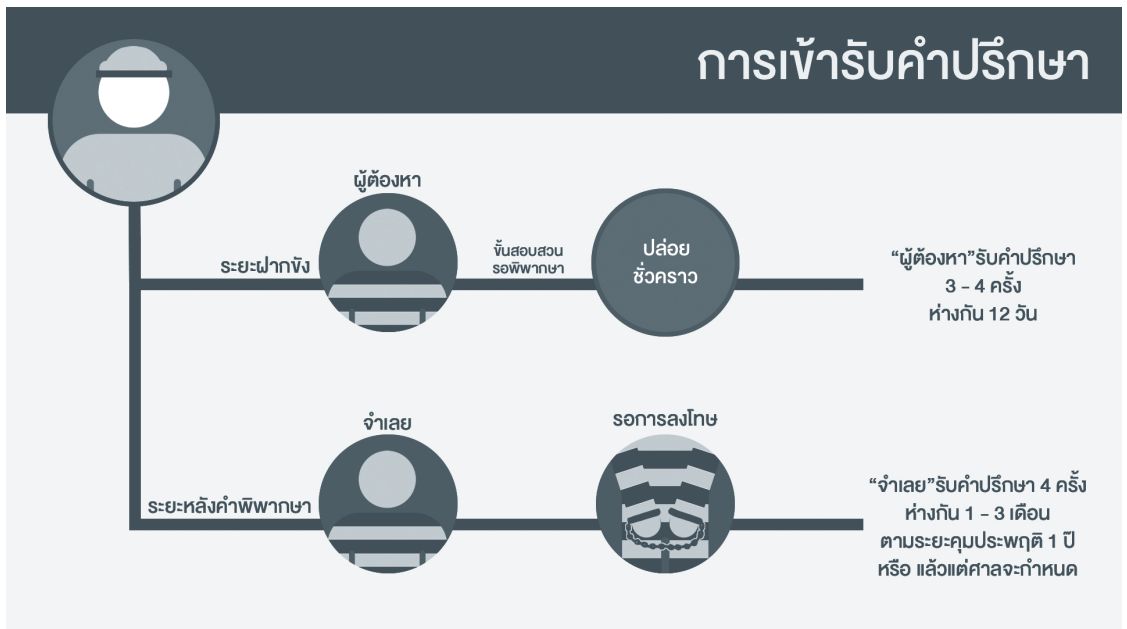 การเข้ารับคำปรึกษา
ผู้ต้องหา
ระยะฝากขัง
ขั้นสอบสวน
รอพิพากษา
ปล่อย
ชั่วคราว
“ผู้ต้องหา”รับคำปรึกษา
3 - 4 ครั้ง
ห่างกัน 12 วัน
จำเลย
รอการลงโทษ
ระยะหลังคำพิพากษา
“จำเลย”รับคำปรึกษา 4 ครั้ง
ห่างกัน 1 - 3 เดือน
ตามระยะคุมประพฤติ 1 ปี
หรือ แล้วแต่ศาลจะกำหนด